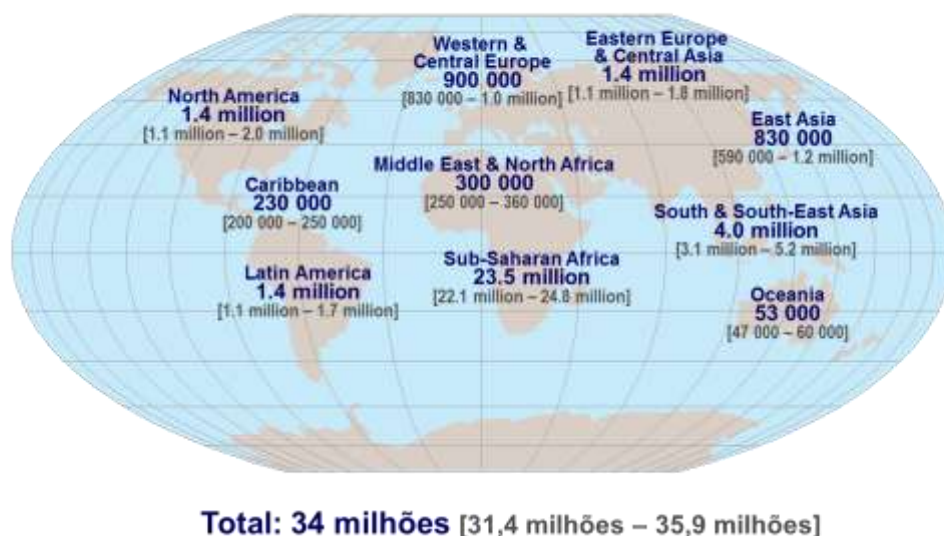 Western &
Central Europe
900 000
[830 000 – 1.0 million]
Eastern Europe
& Central Asia
1.4 million
[1.1 million – 1.8 million]
North America
1.4 million
[1.1 million – 2.0 million]
East Asia
830 000
[590 000 – 1.2 million]
Middle East & North Africa
300 000
[250 000 – 360 000]
Caribbean
230 000
[200 000 – 250 000]
South & South-East Asia
4.0 million
[3.1 million – 5.2 million]
Sub-Saharan Africa
23.5 million
[22.1 million – 24.8 million]
Latin America
1.4 million
[1.1 million – 1.7 million]
Oceania
53 000
[47 000 – 60 000]
Total: 34 milhões [31,4 milhões – 35,9 milhões]